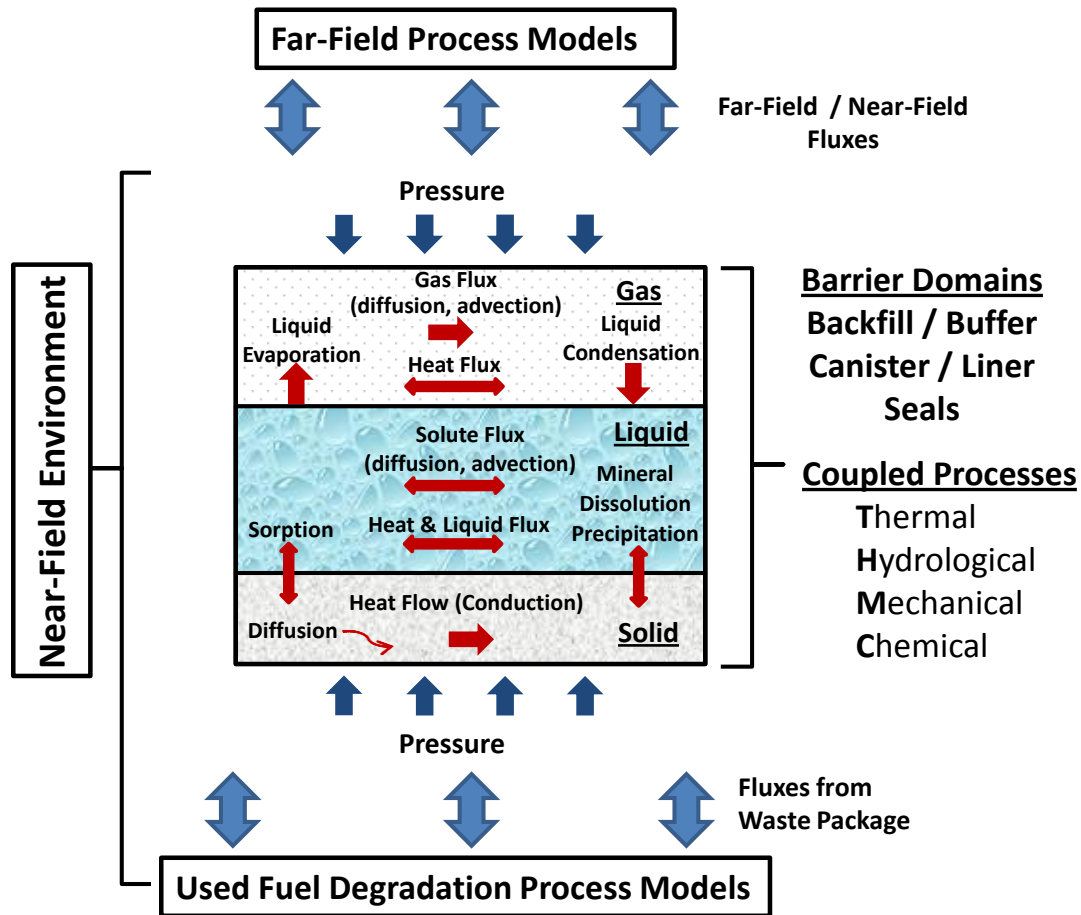 Far-Field Process Models
Far-Field / Near-Field
Fluxes
Pressure
Near-Field Environment
Gas Flux
(diffusion, advection)
Gas
Liquid
Evaporation
Liquid
Condensation
Heat Flux
Solute Flux
(diffusion, advection)
Liquid
Mineral
Dissolution
Precipitation
Sorption
Heat & Liquid Flux
Heat Flow (Conduction)
Diffusion
Solid
Barrier Domains
Backfill / Buffer
Canister / Liner
Seals
Coupled Processes
Thermal
Hydrological
Mechanical
Chemical
Pressure
Fluxes from
Waste Package
Used Fuel Degradation Process Models